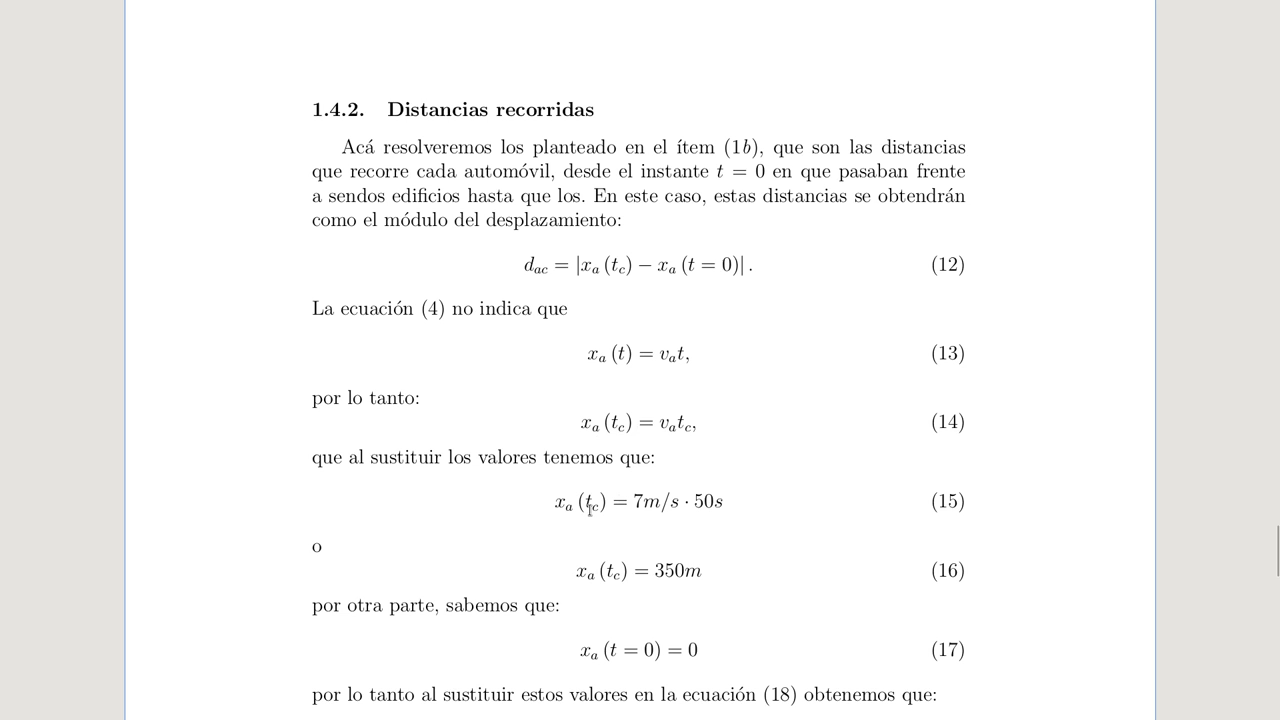 1.4.2. Distancias recorridas
Acá resolveremos los planteado en el ítem (1b), que son las distancias
que recorre cada automóvil, desde el instante t = 0 en que pasaban frente
a sendos edificios hasta que los. En este caso, estas distancias se obtendrán
como el módulo del desplazamiento:
d_{ac} = |x_a (t_c) − x_a (t = 0)| . (12)
La ecuación (4) no indica que
x_a (t) = v_a t, (13)
por lo tanto:
x_a (t_c) = v_a t_c, (14)
que al sustituir los valores tenemos que:
x_a (t_c) = 7m/s · 50s (15)
o
x_a (t_c) = 350m (16)
por otra parte, sabemos que:
x_a (t = 0) = 0 (17)
por lo tanto al sustituir estos valores en la ecuación (18) obtenemos que: